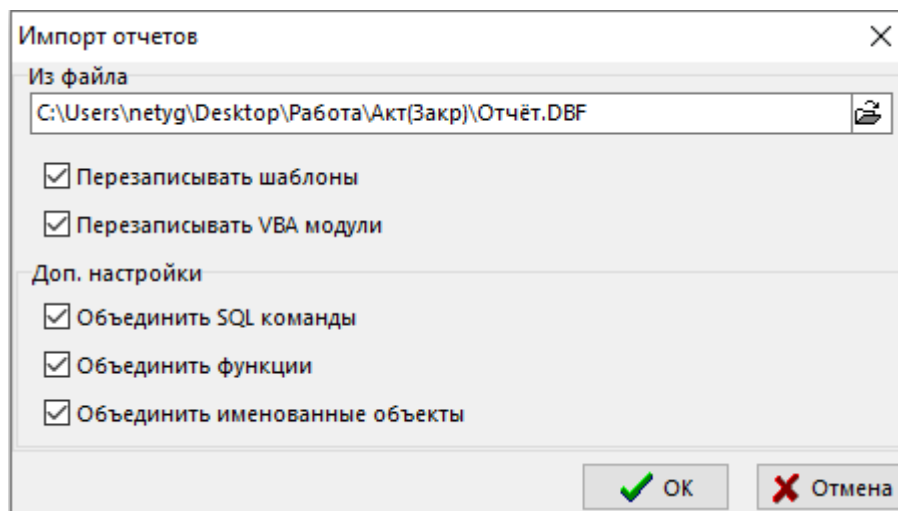 Импорт отчетов
Из файла
C:\Users\netyg\Desktop\Работа\Акт(Закр)\Отчёт.DBF
Перезаписывать шаблоны
Перезаписывать VBA модули
Доп. настройки
Объединить SQL команды
Объединить функции
Объединить именованные объекты
ОК Отмена